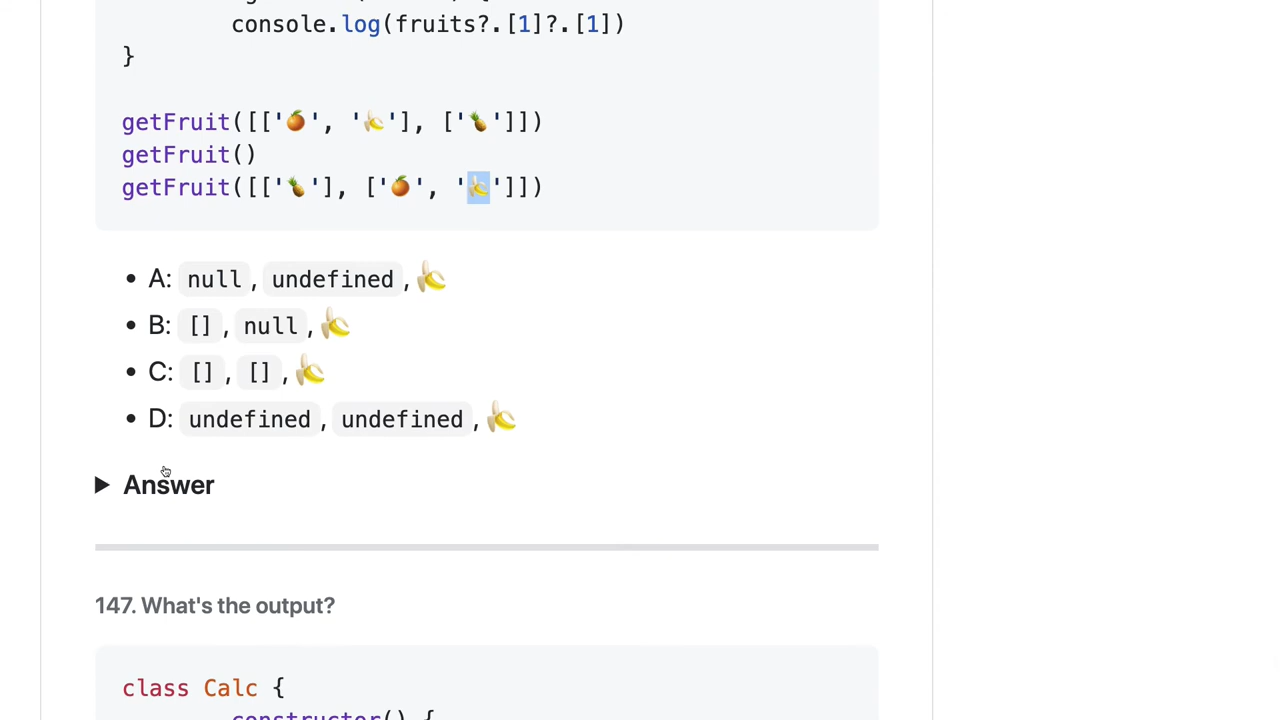 console.log(fruits?.[1]?.[1])
}
getFruit([['🍊', '🍌'], ['🍍']])
getFruit()
getFruit([['🍍'], ['🍊', '🍌']])
• A: null, undefined, 🍌
• B: [], null, 🍌
• C: [], [], 🍌
• D: undefined, undefined, 🍌
Answer
147. What's the output?
class Calc {
constructor() {